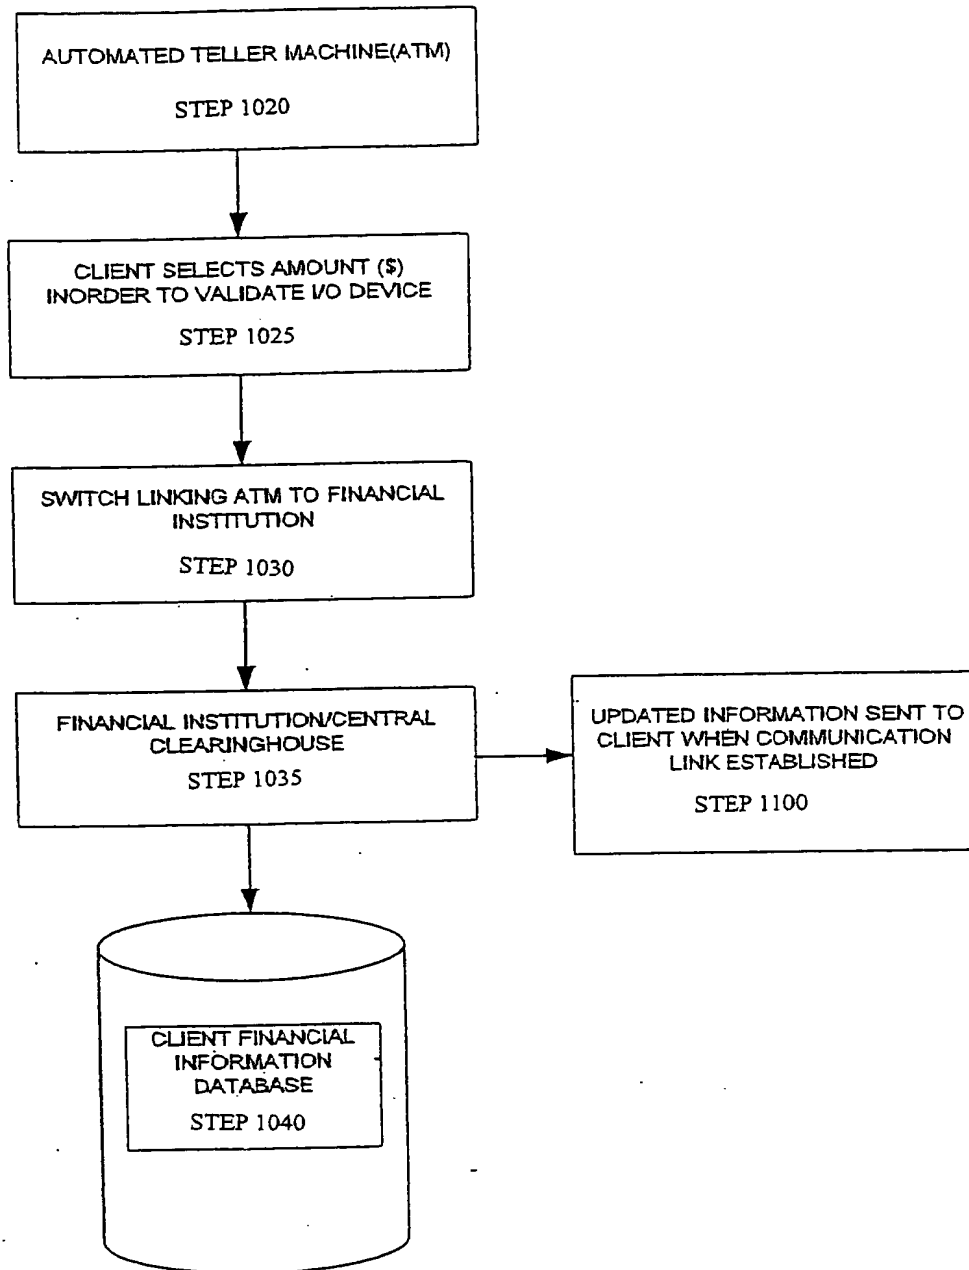 AUTOMATED TELLER MACHINE(ATM)
STEP 1020
CLIENT SELECTS AMOUNT ($)
INORDER TO VALIDATE I/O DEVICE
STEP 1025
SWITCH LINKING ATM TO FINANCIAL
INSTITUTION
STEP 1030
FINANCIAL INSTITUTION/CENTRAL
CLEARINGHOUSE
STEP 1035
UPDATED INFORMATION SENT TO
CLIENT WHEN COMMUNICATION
LINK ESTABLISHED
STEP 1100
CLIENT FINANCIAL
INFORMATION
DATABASE
STEP 1040